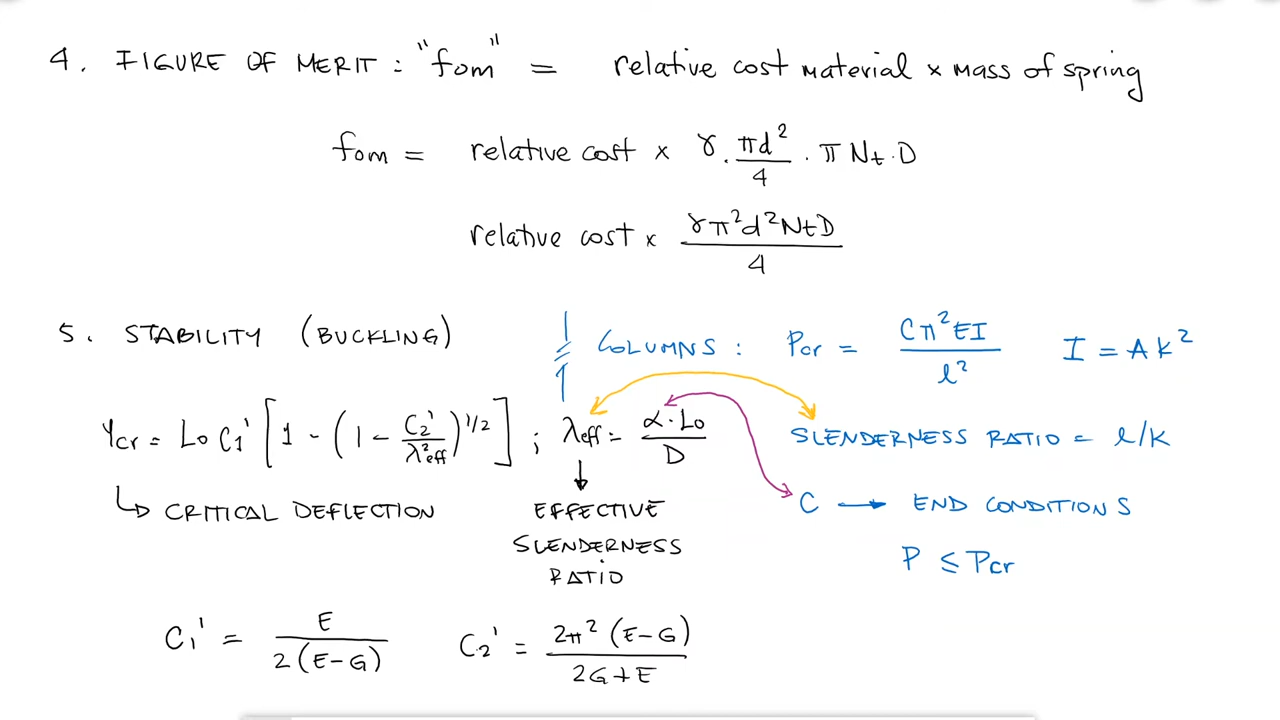 4. FIGURE OF MERIT : "fom" = relative cost material x mass of spring
fom = relative cost x γ . πd²/4 . π Nt . D
relative cost x γπ²d²NtD/4
5. STABILITY (BUCKLING)
COLUMNS : Pcr = Cπ²EI/l² I = Ak²
ycr = Lo C1' [1 - (1 - C2'/λ²eff)^1/2] ; λeff = α·Lo/D
SLENDERNESS RATIO = l/k
CRITICAL DEFLECTION
EFFECTIVE
SLENDERNESS
RATIO
C → END CONDITIONS
P ≤ Pcr
C1' = E/2(E-G) C2' = 2π²(E-G)/2G+E